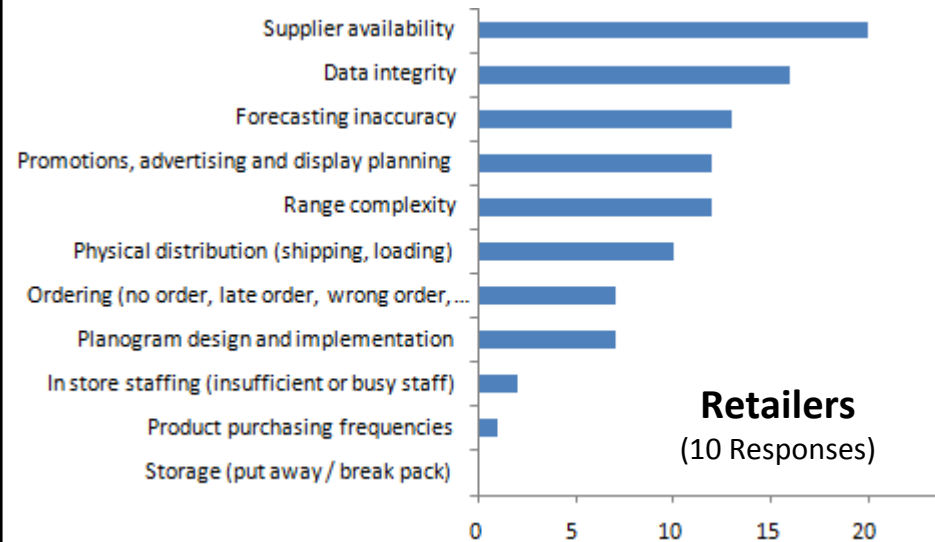 Supplier availability
Data integrity
Forecasting inaccuracy
Promotions, advertising and display planning
Range complexity
Physical distribution (shipping, loading)
Ordering (no order, late order, wrong order,...
Planogram design and implementation
In store staffing (insufficient or busy staff)
Product purchasing frequencies
Storage (put away / break pack)
Retailers
(10 Responses)
0 5 10 15 20